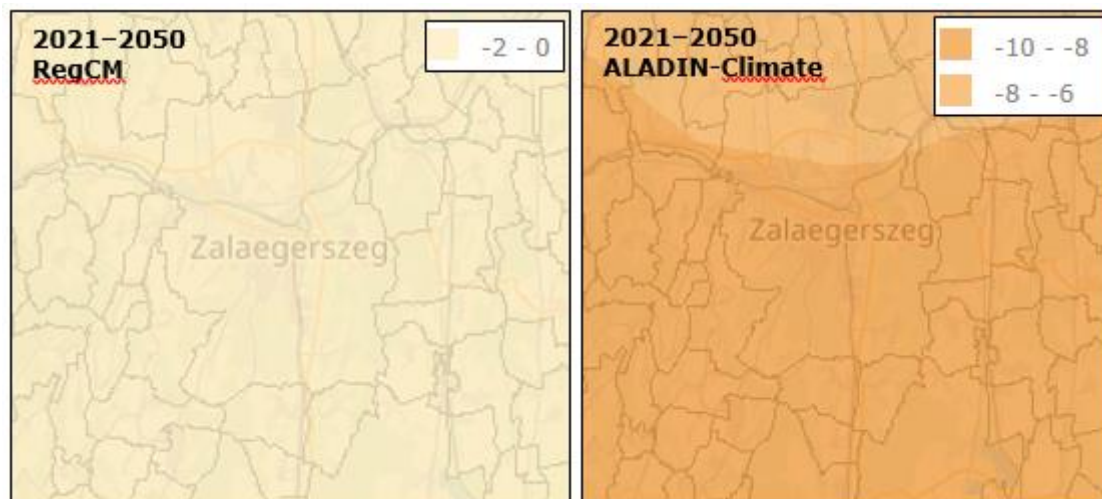 2021–2050
RegCM
-2 - 0
Zalaegerszeg
2021–2050
ALADIN-Climate
-10 - -8
-8 - -6
Zalaegerszeg